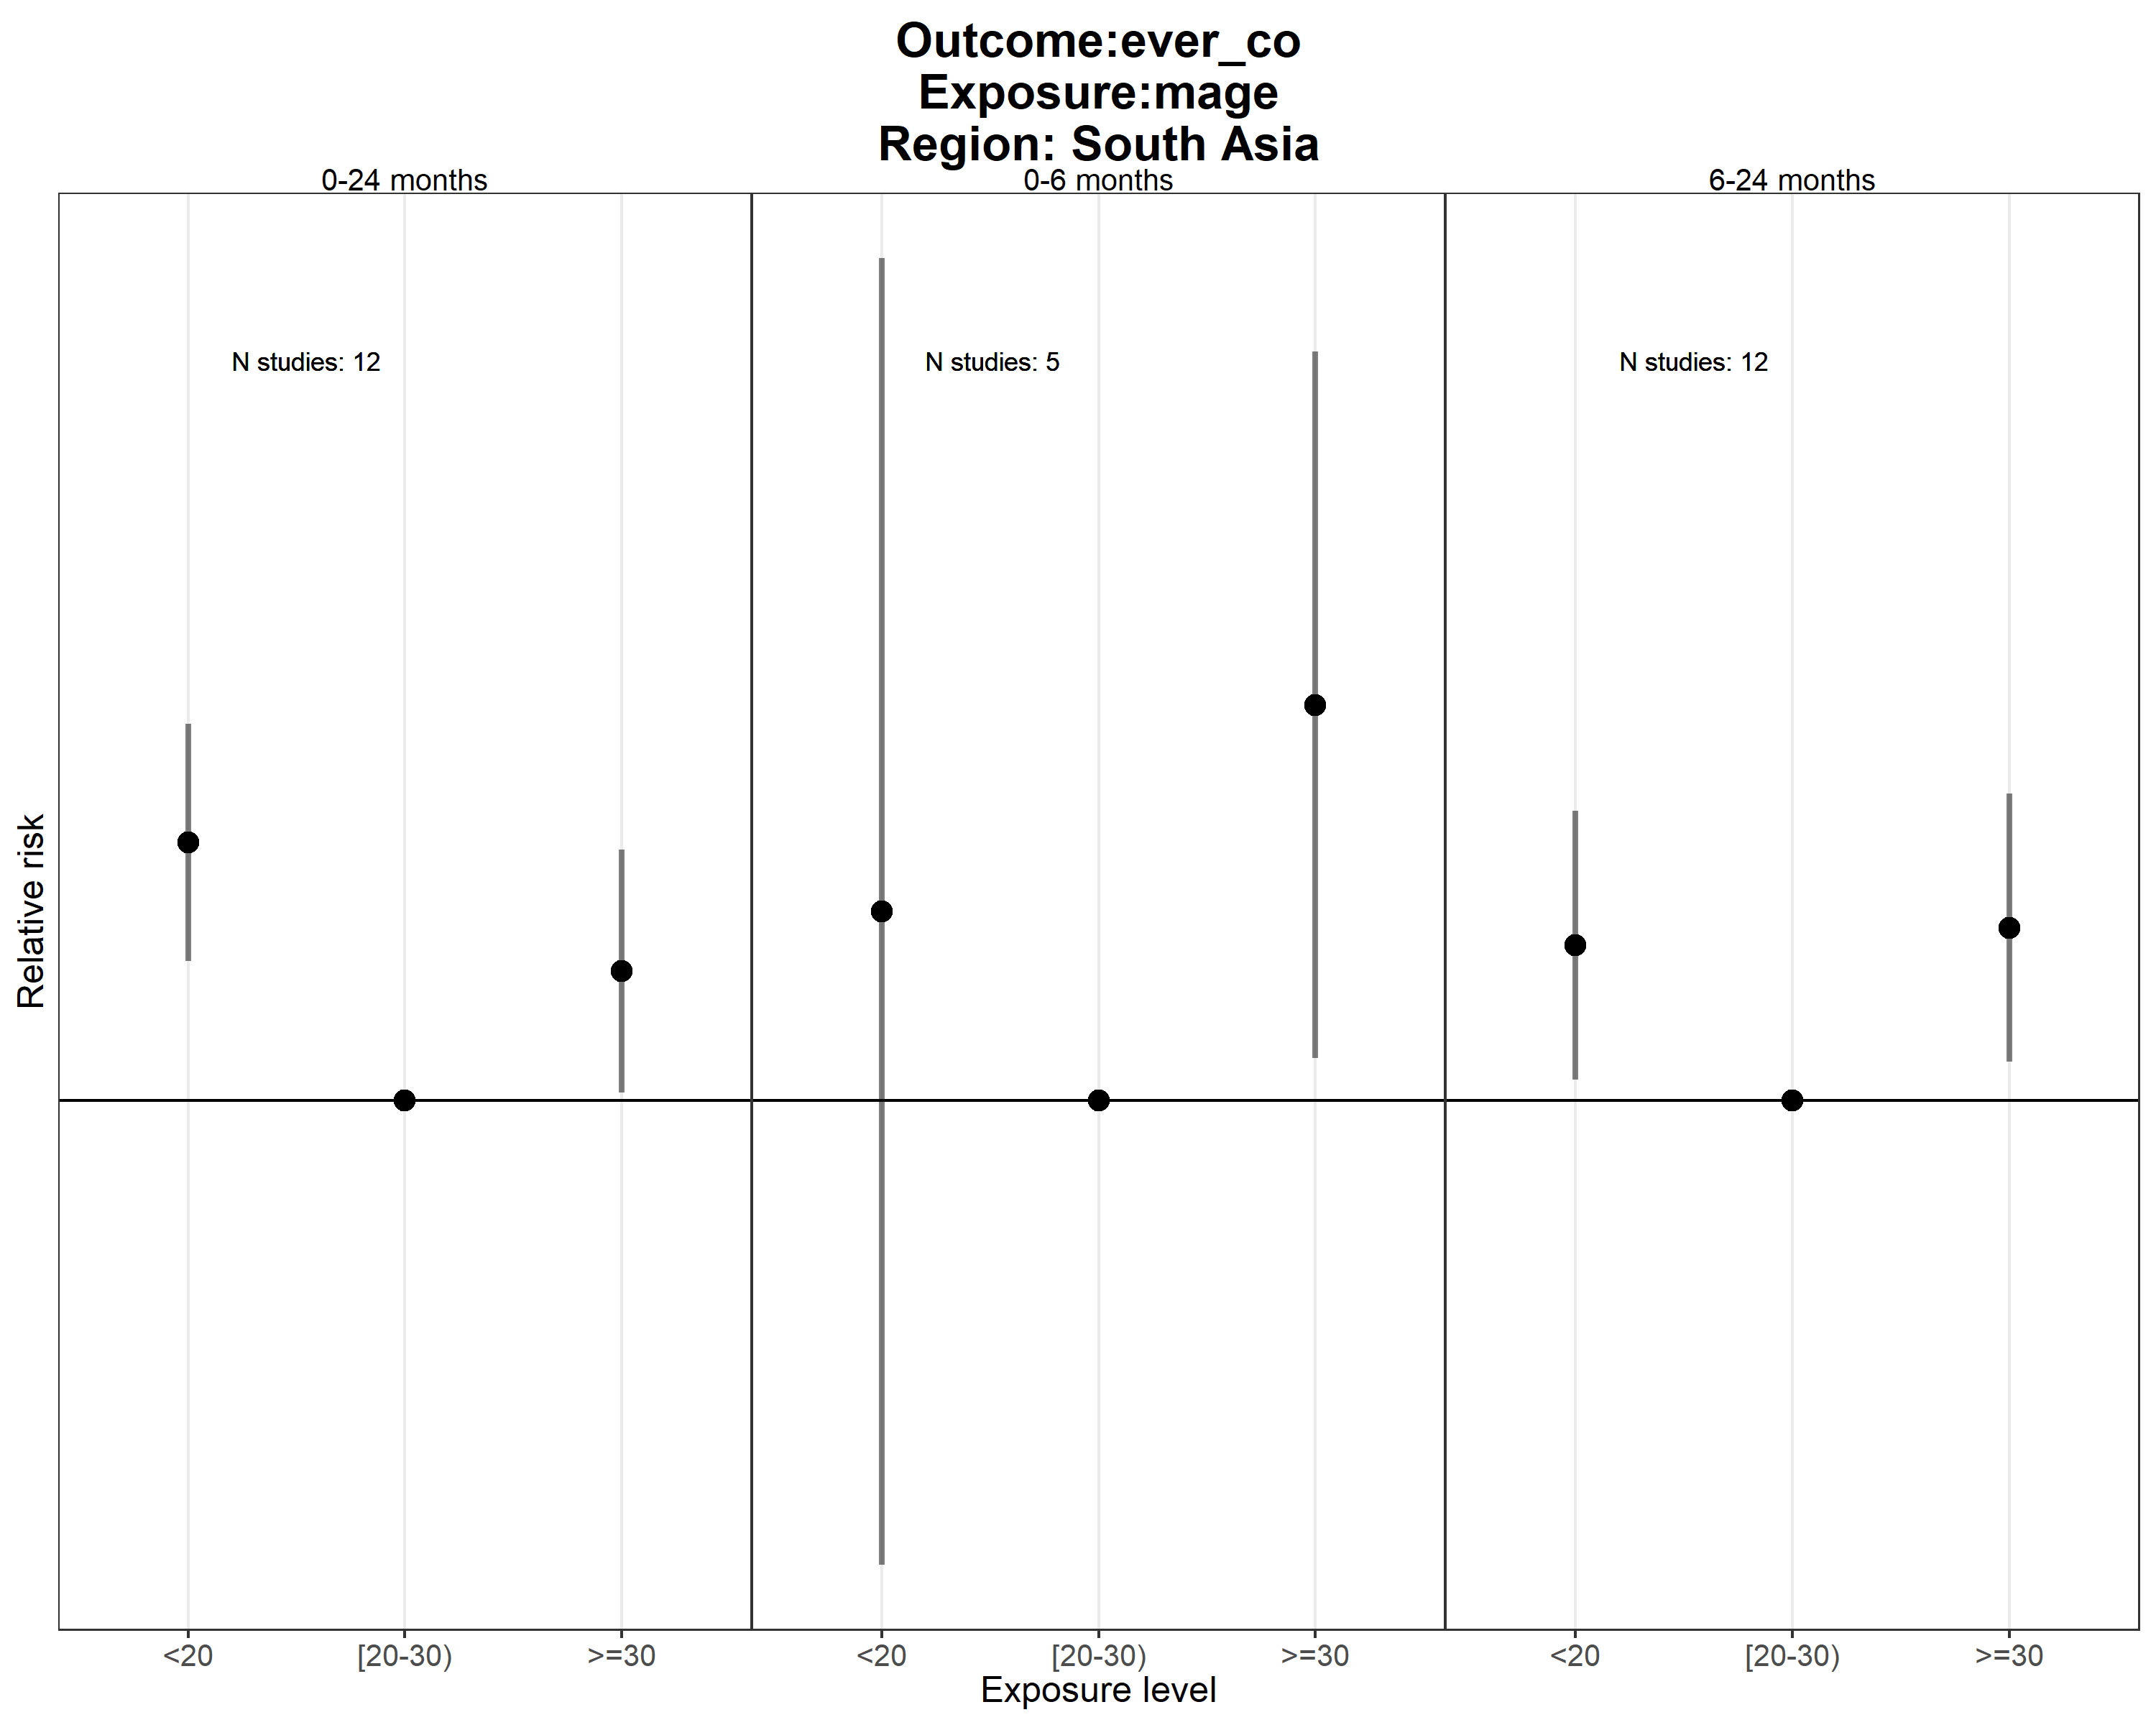 Outcome:ever_co
Exposure:mage
Region: South Asia
0-24 months
0-6 months
6-24 months
N studies: 12
N studies: 5
N studies: 12
Relative risk
<20
[20-30)
>=30
<20
[20-30)
>=30
<20
[20-30)
>=30
Exposure level